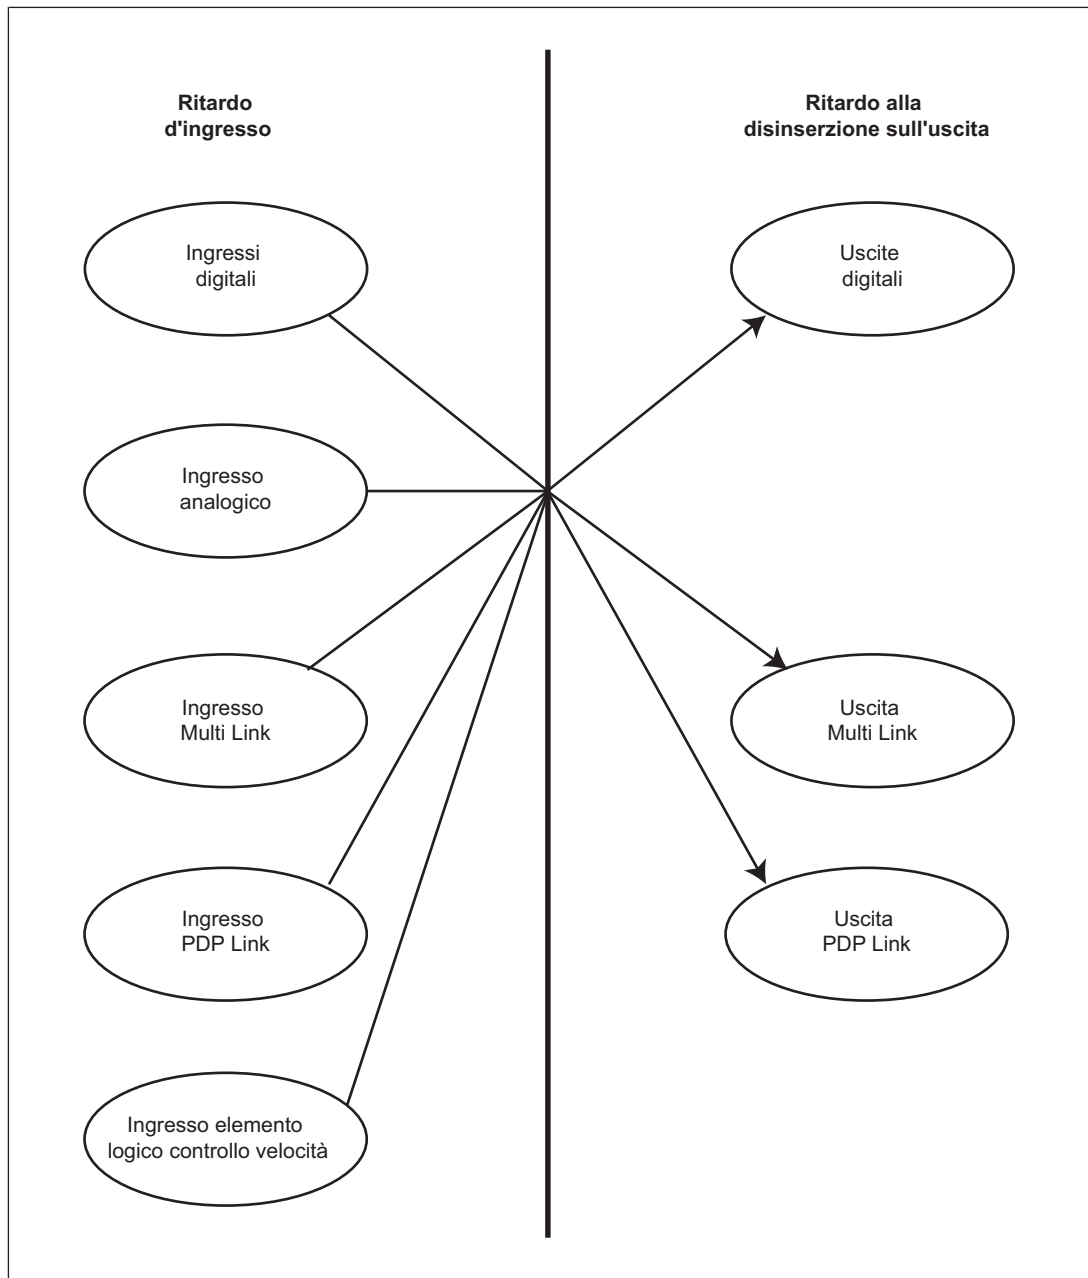 Ritardo
d'ingresso
Ritardo alla
disinserzione sull'uscita
Ingressi
digitali
Uscite
digitali
Ingresso
analogico
Ingresso
Multi Link
Uscita
Multi Link
Ingresso
PDP Link
Uscita
PDP Link
Ingresso elemento
logico controllo velocità